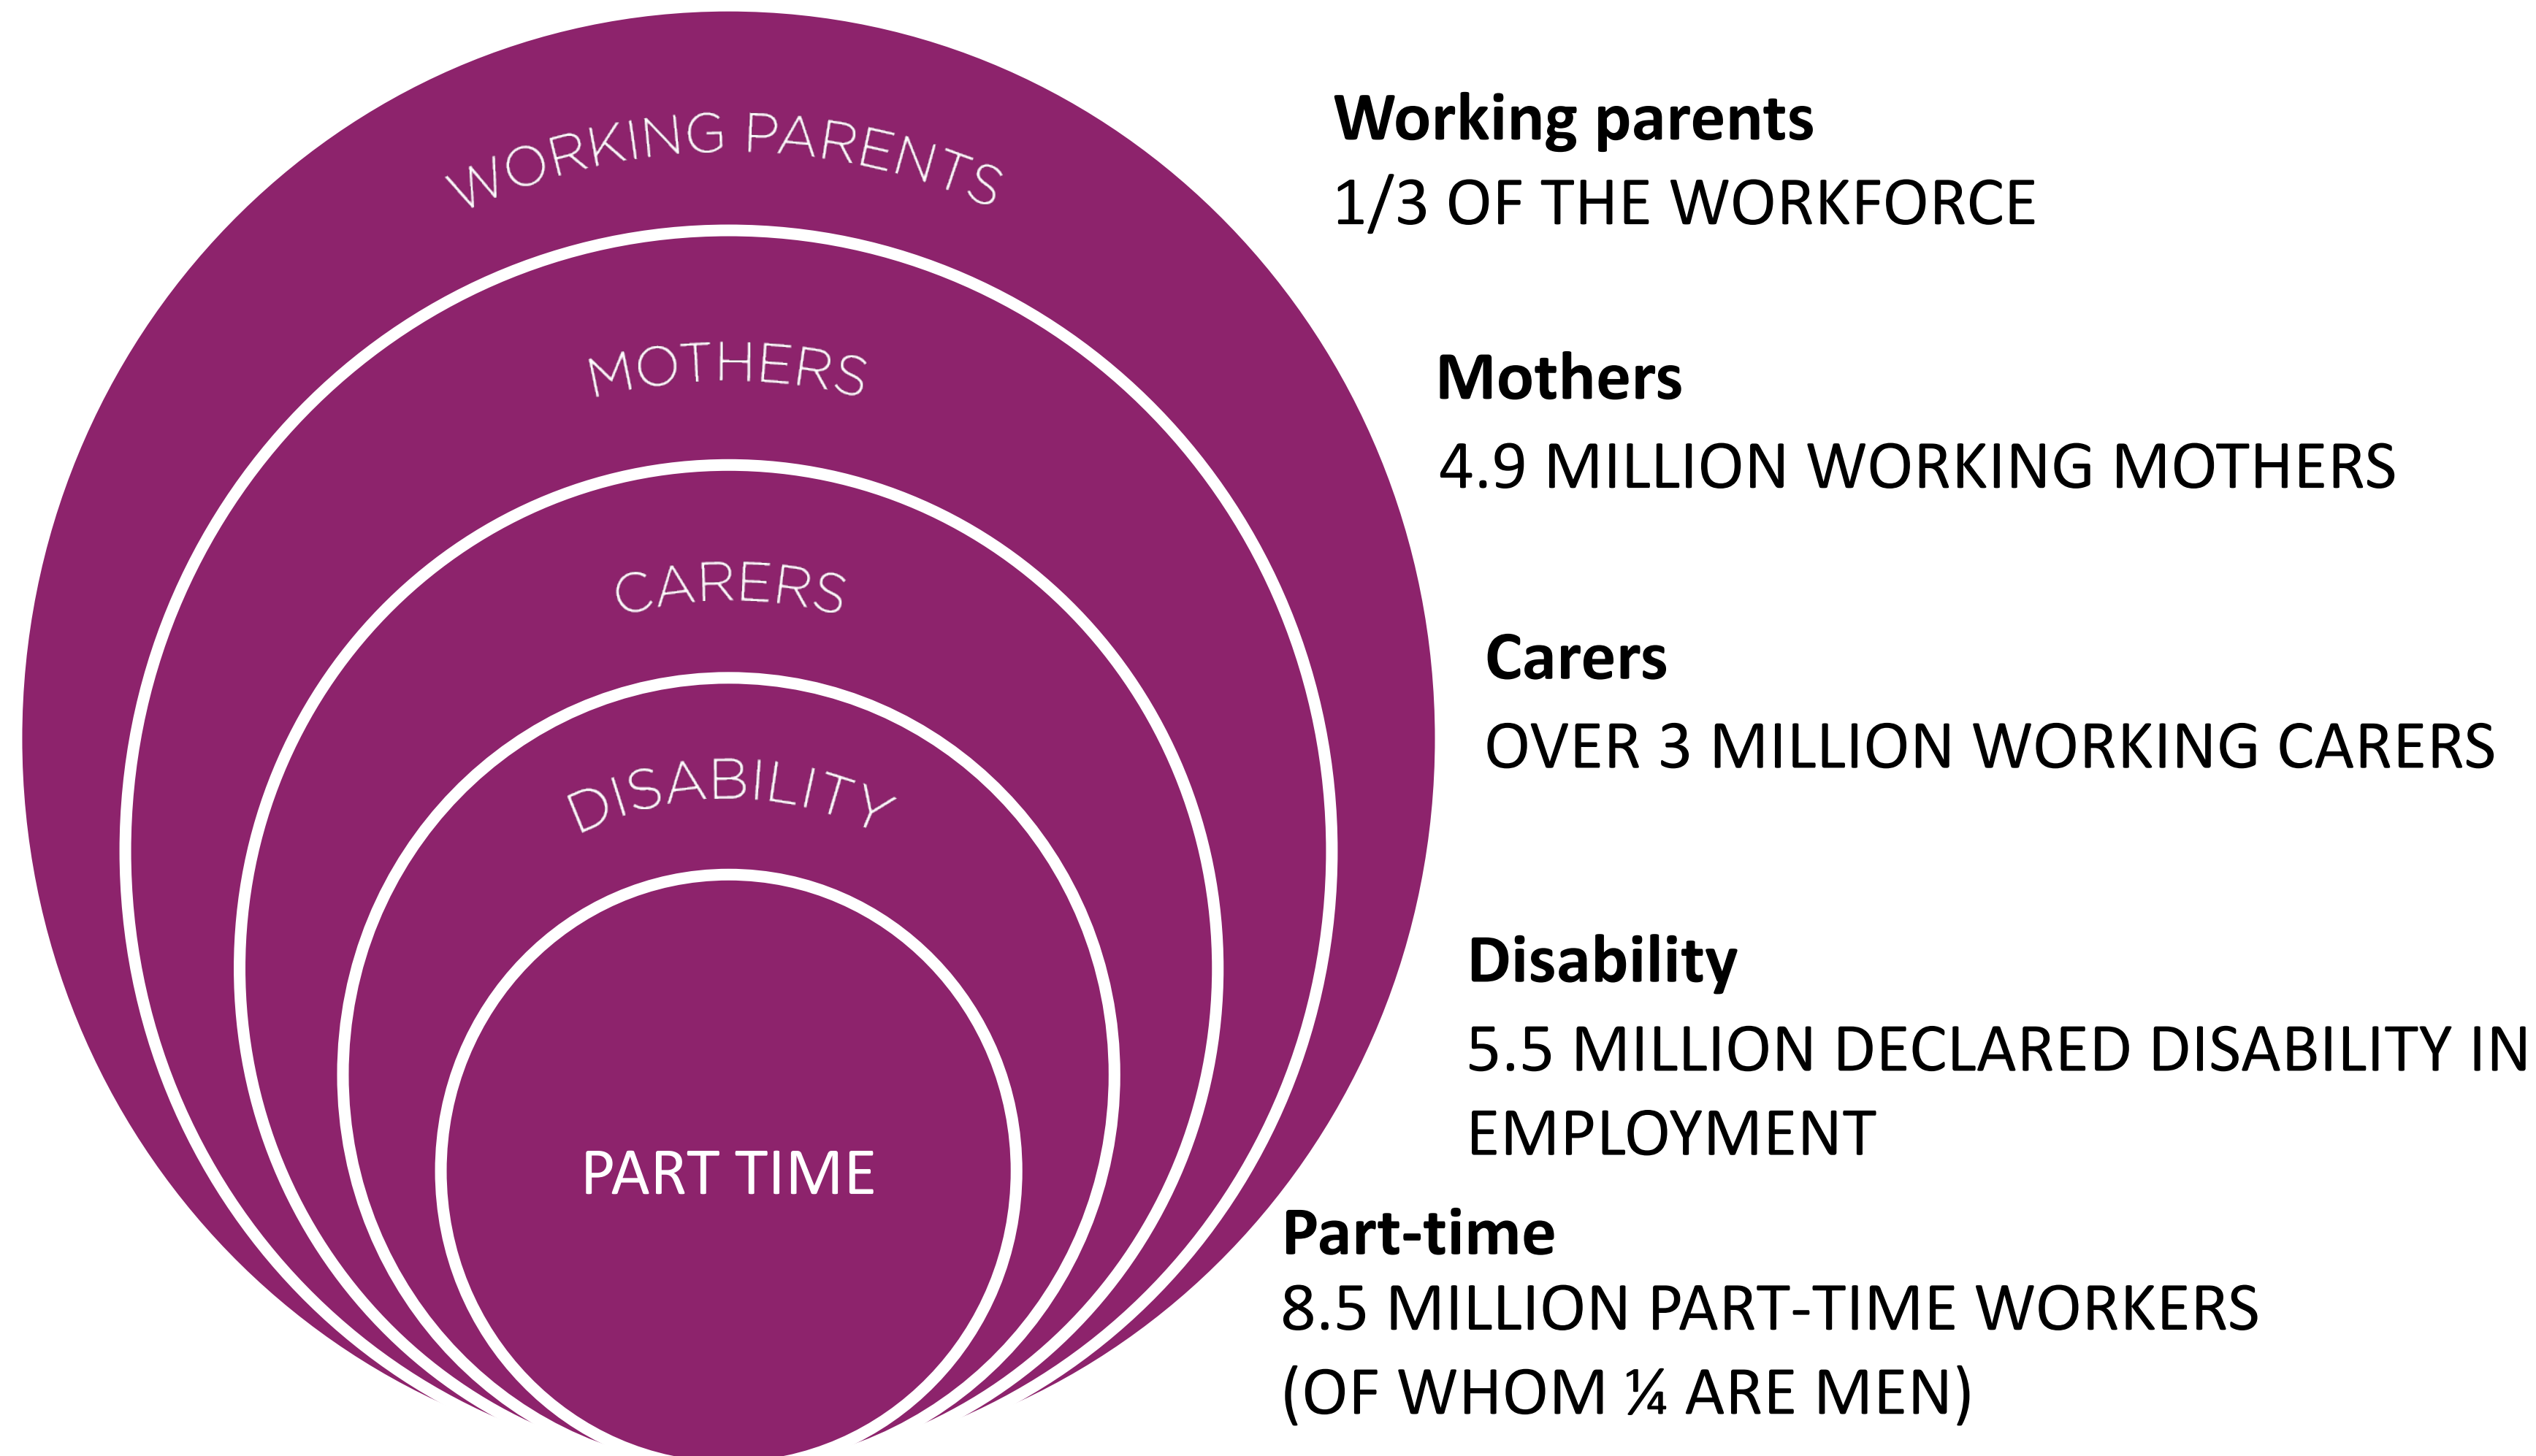 WORKING PARENTS
MOTHERS
CARERS
DISABILITY
PART TIME
Working parents
1/3 OF THE WORKFORCE
Mothers
4.9 MILLION WORKING MOTHERS
Carers
OVER 3 MILLION WORKING CARERS
Disability
5.5 MILLION DECLARED DISABILITY IN
EMPLOYMENT
Part-time
8.5 MILLION PART-TIME WORKERS
(OF WHOM ¼ ARE MEN)